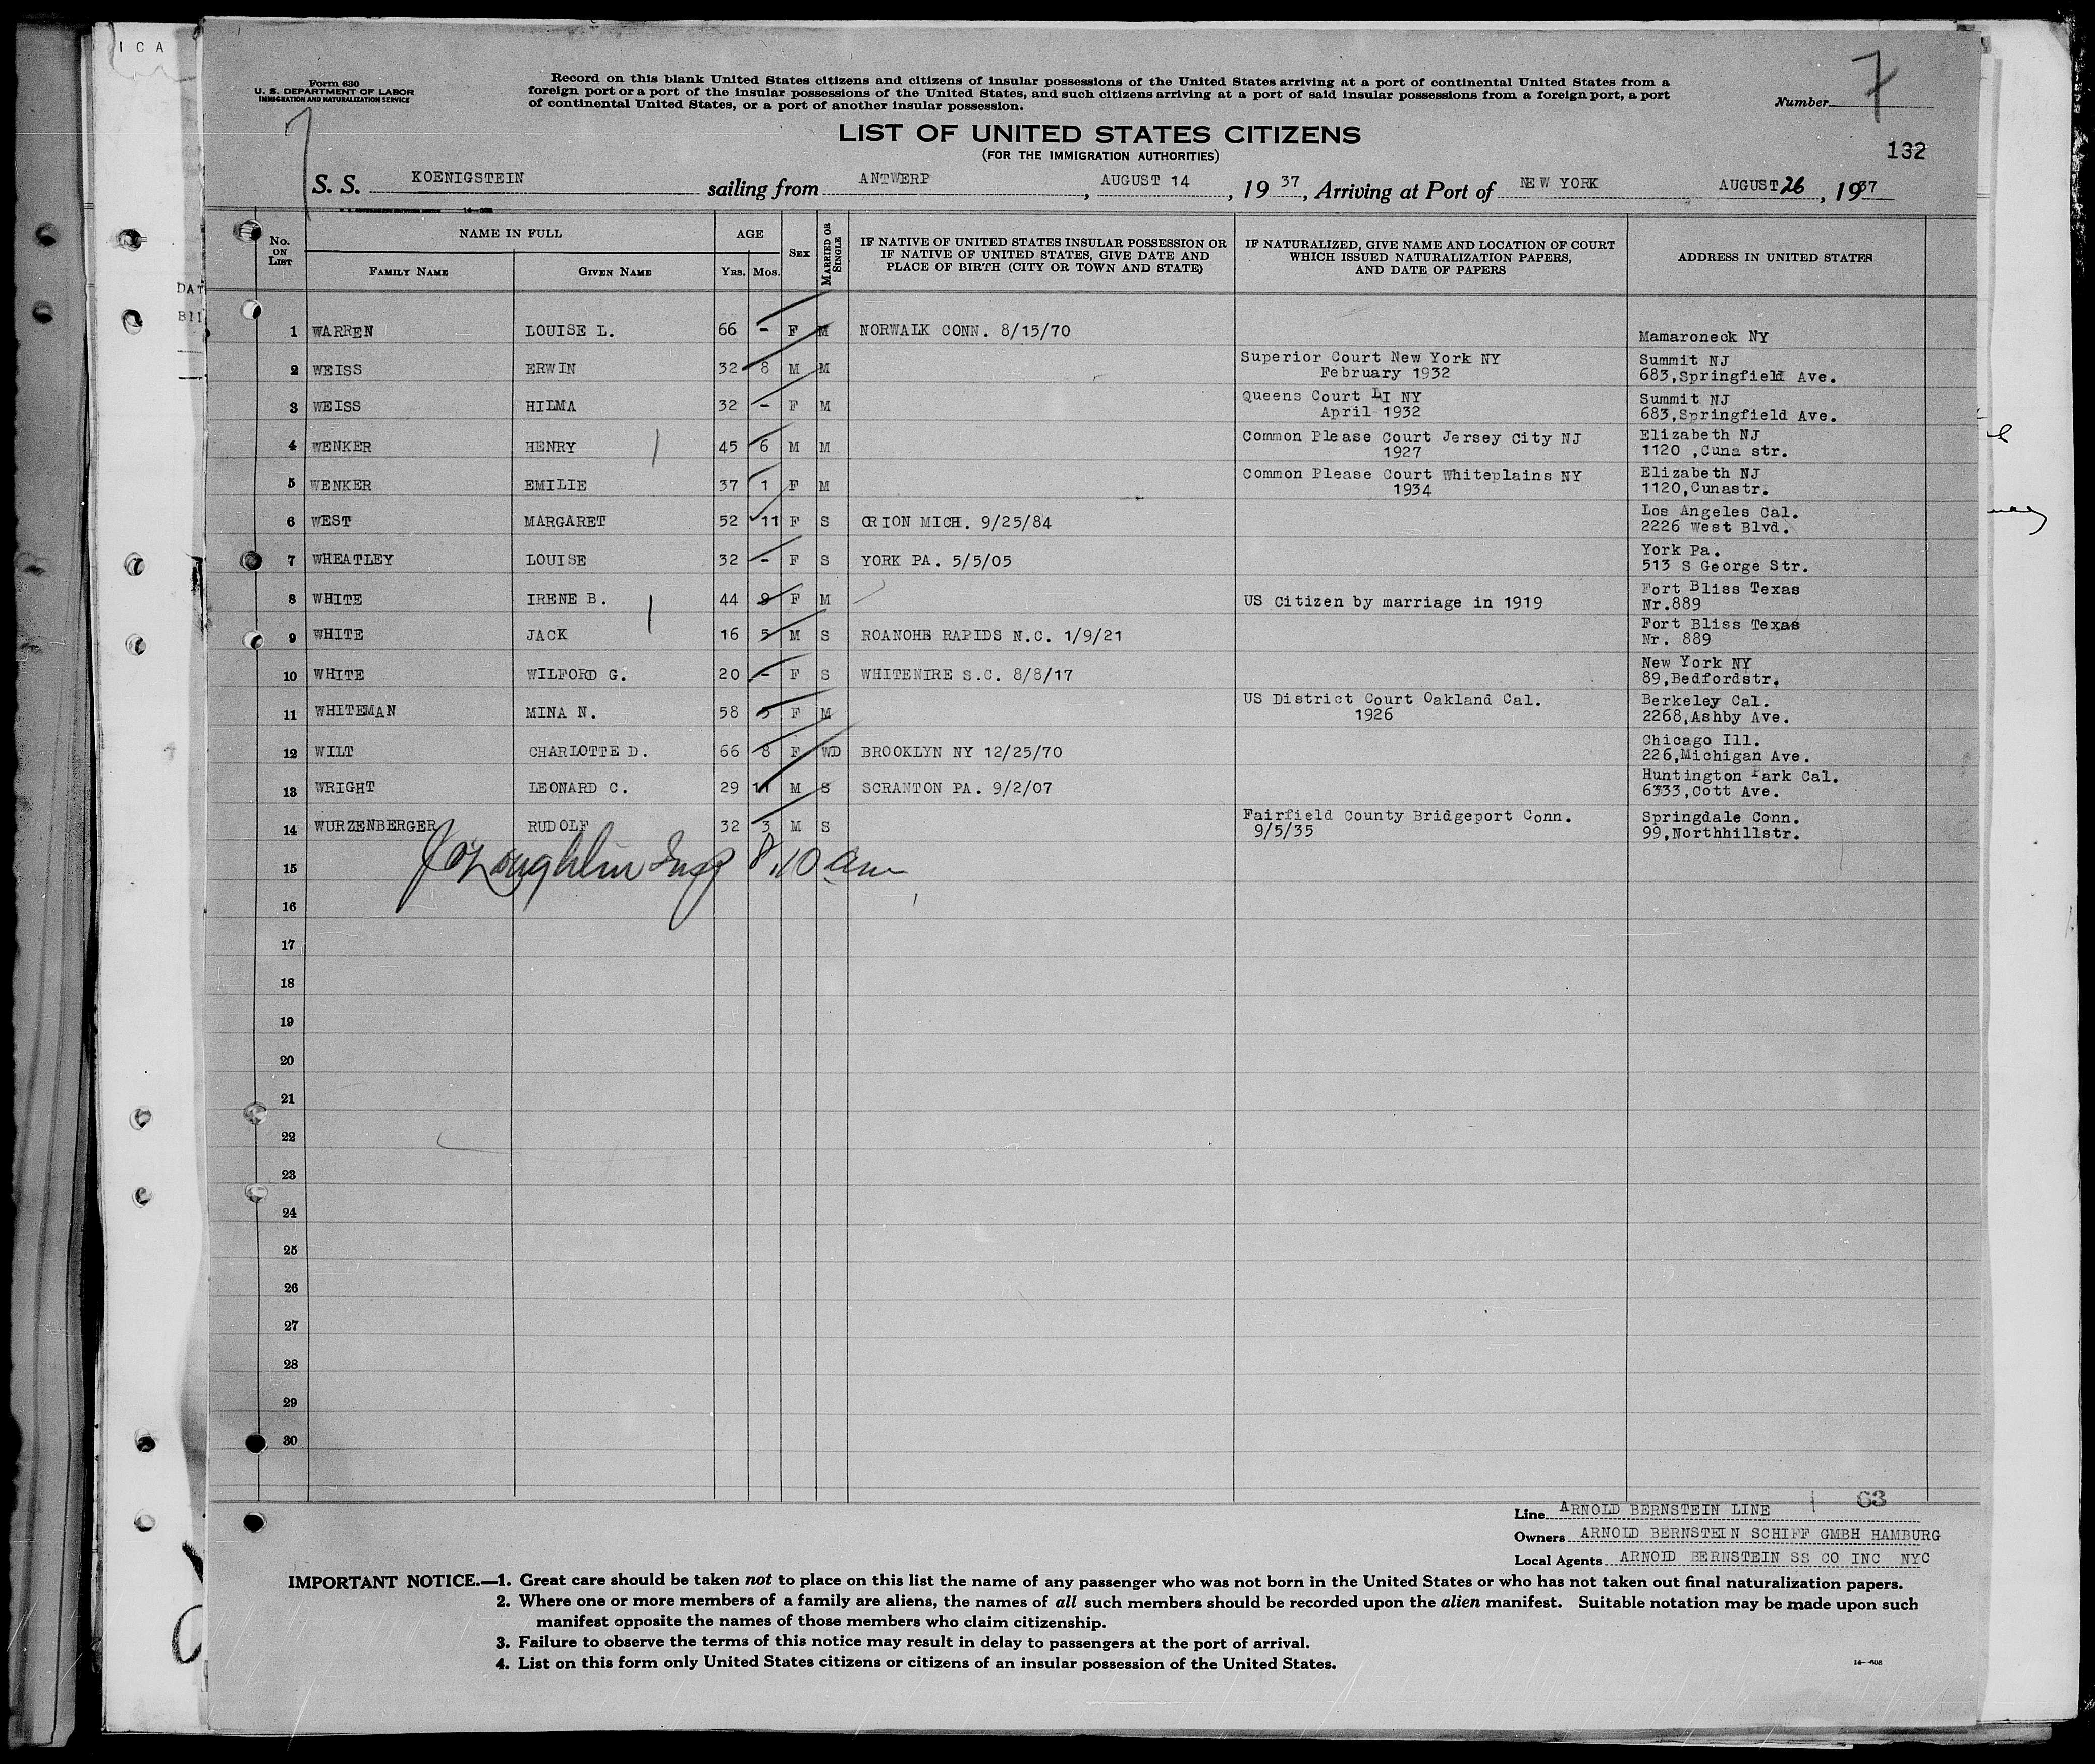 I C A
DAT
BII
Form 630
U. S. DEPARTMENT OF LABOR
IMMIGRATION AND NATURALIZATION SERVICE
Record on this blank United States citizens and citizens of insular possessions of the United States arriving at a port of continental United States from a
foreign port or a port of the insular possessions of the United States, and such citizens arriving at a port of said insular possessions from a foreign port, a port
of continental United States, or a port of another insular possession.
Number 7
LIST OF UNITED STATES CITIZENS
(FOR THE IMMIGRATION AUTHORITIES)
132
S. S. KOENIGSTEIN sailing from ANTWERP, AUGUST 14, 19 37, Arriving at Port of NEW YORK AUGUST 26, 1937
No. ON LIST
NAME IN FULL
FAMILY NAME GIVEN NAME
AGE
YRS. MOS.
SEX
MARRIED OR SINGLE
IF NATIVE OF UNITED STATES INSULAR POSSESSION OR
IF NATIVE OF UNITED STATES, GIVE DATE AND
PLACE OF BIRTH (CITY OR TOWN AND STATE)
IF NATURALIZED, GIVE NAME AND LOCATION OF COURT
WHICH ISSUED NATURALIZATION PAPERS,
AND DATE OF PAPERS
ADDRESS IN UNITED STATES
1 WARREN LOUISE L. 66 - F M NORWALK CONN. 8/15/70 Mamaroneck NY
2 WEISS ERWIN 32 8 M M Superior Court New York NY Summit NJ
February 1932 683,Springfield Ave.
3 WEISS HILMA 32 - F M Queens Court LI NY Summit NJ
April 1932 683,Springfield Ave.
4 WENKER HENRY 45 6 M M Common Please Court Jersey City NJ Elizabeth NJ
1927 1120 ,Cuna str.
5 WENKER EMILIE 37 1 F M Common Please Court Whiteplains NY Elizabeth NJ
1934 1120,Cunastr.
6 WEST MARGARET 52 11 F S ORION MICH. 9/25/84 Los Angeles Cal.
2226 West Blvd.
7 WHEATLEY LOUISE 32 - F S YORK PA. 5/5/05 York Pa.
513 S George Str.
8 WHITE IRENE B. 44 9 F M US Citizen by marriage in 1919 Fort Bliss Texas
Nr.889
9 WHITE JACK 16 5 M S ROANOHE RAPIDS N.C. 1/9/21 Fort Bliss Texas
Nr. 889
10 WHITE WILFORD G. 20 - F S WHITENIRE S.C. 8/8/17 New York NY
89,Bedfordstr.
11 WHITEMAN MINA N. 58 5 F M US District Court Oakland Cal. Berkeley Cal.
1926 2268,Ashby Ave.
12 WILT CHARLOTTE D. 66 8 F WD BROOKLYN NY 12/25/70 Chicago Ill.
226,Michigan Ave.
13 WRIGHT LEONARD C. 29 11 M S SCRANTON PA. 9/2/07 Huntington Park Cal.
6333,Cott Ave.
14 WURZENBERGER RUDOLF 32 3 M S Fairfield County Bridgeport Conn. Springdale Conn.
9/5/35 99,Northhillstr.
J O'Loughlin Insp 8.10 am
15
16
17
18
19
20
21
22
23
24
25
26
27
28
29
30
63
Line ARNOLD BERNSTEIN LINE
Owners ARNOLD BERNSTEIN SCHIFF GMBH HAMBURG
Local Agents ARNOLD BERNSTEIN SS CO INC NYC
IMPORTANT NOTICE.—1. Great care should be taken not to place on this list the name of any passenger who was not born in the United States or who has not taken out final naturalization papers.
2. Where one or more members of a family are aliens, the names of all such members should be recorded upon the alien manifest. Suitable notation may be made upon such
manifest opposite the names of those members who claim citizenship.
3. Failure to observe the terms of this notice may result in delay to passengers at the port of arrival.
4. List on this form only United States citizens or citizens of an insular possession of the United States.